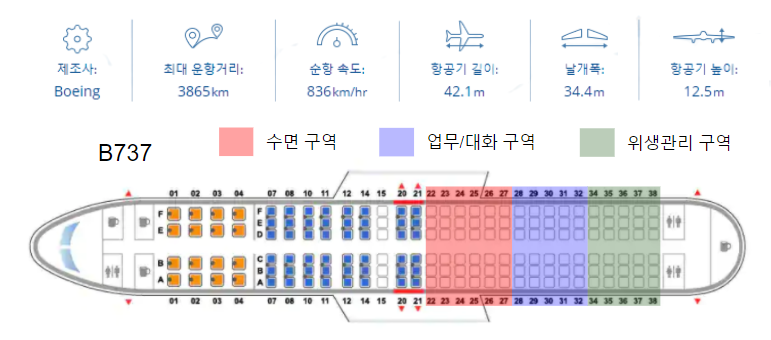 제조사: 최대 운항거리: 순항 속도: 항공기 길이: 날개폭: 항공기 높이:
Boeing 3865km 836km/hr 42.1m 34.4m 12.5m
B737 수면 구역 업무/대화 구역 위생관리 구역
01 02 03 04 07 08 10 11 12 14 15 20 21 22 23 24 25 26 27 28 29 30 31 32 34 35 36 37 38
F F
E E
D
B C
A B
A
01 02 03 04 07 08 10 11 12 14 15 20 21 22 23 24 25 26 27 28 29 30 31 32 34 35 36 37 38